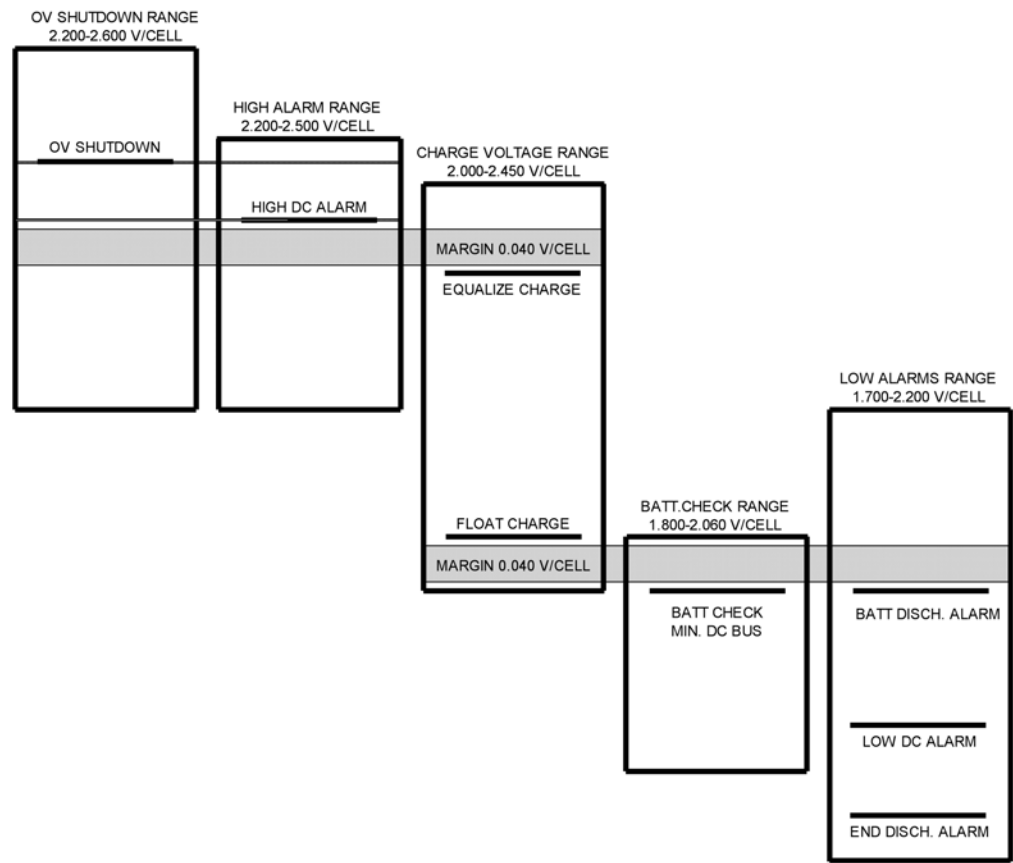 OV SHUTDOWN RANGE
2.200-2.600 V/CELL
OV SHUTDOWN
HIGH ALARM RANGE
2.200-2.500 V/CELL
HIGH DC ALARM
CHARGE VOLTAGE RANGE
2.000-2.450 V/CELL
MARGIN 0.040 V/CELL
EQUALIZE CHARGE
FLOAT CHARGE
MARGIN 0.040 V/CELL
BATT.CHECK RANGE
1.800-2.060 V/CELL
BATT CHECK
MIN. DC BUS
LOW ALARMS RANGE
1.700-2.200 V/CELL
BATT DISCH. ALARM
LOW DC ALARM
END DISCH. ALARM